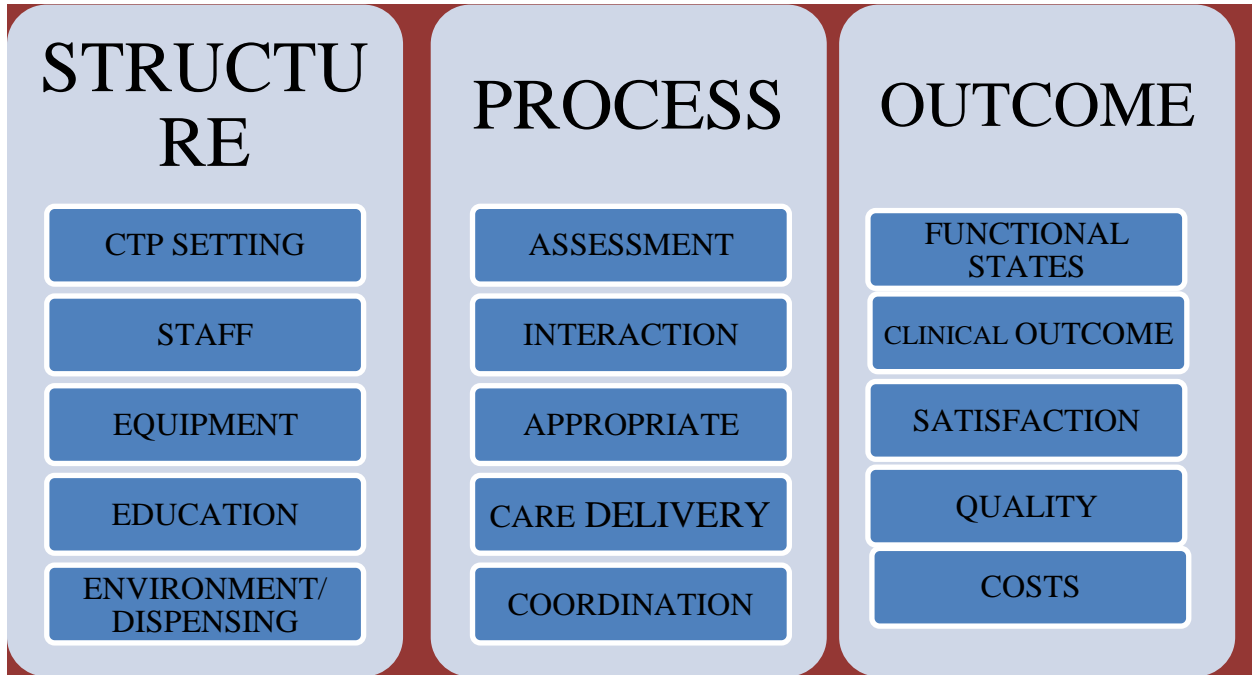 STRUCTU
RE
CTP SETTING
STAFF
EQUIPMENT
EDUCATION
ENVIRONMENT/
DISPENSING
PROCESS
ASSESSMENT
INTERACTION
APPROPRIATE
CARE DELIVERY
COORDINATION
OUTCOME
FUNCTIONAL
STATES
CLINICAL OUTCOME
SATISFACTION
QUALITY
COSTS